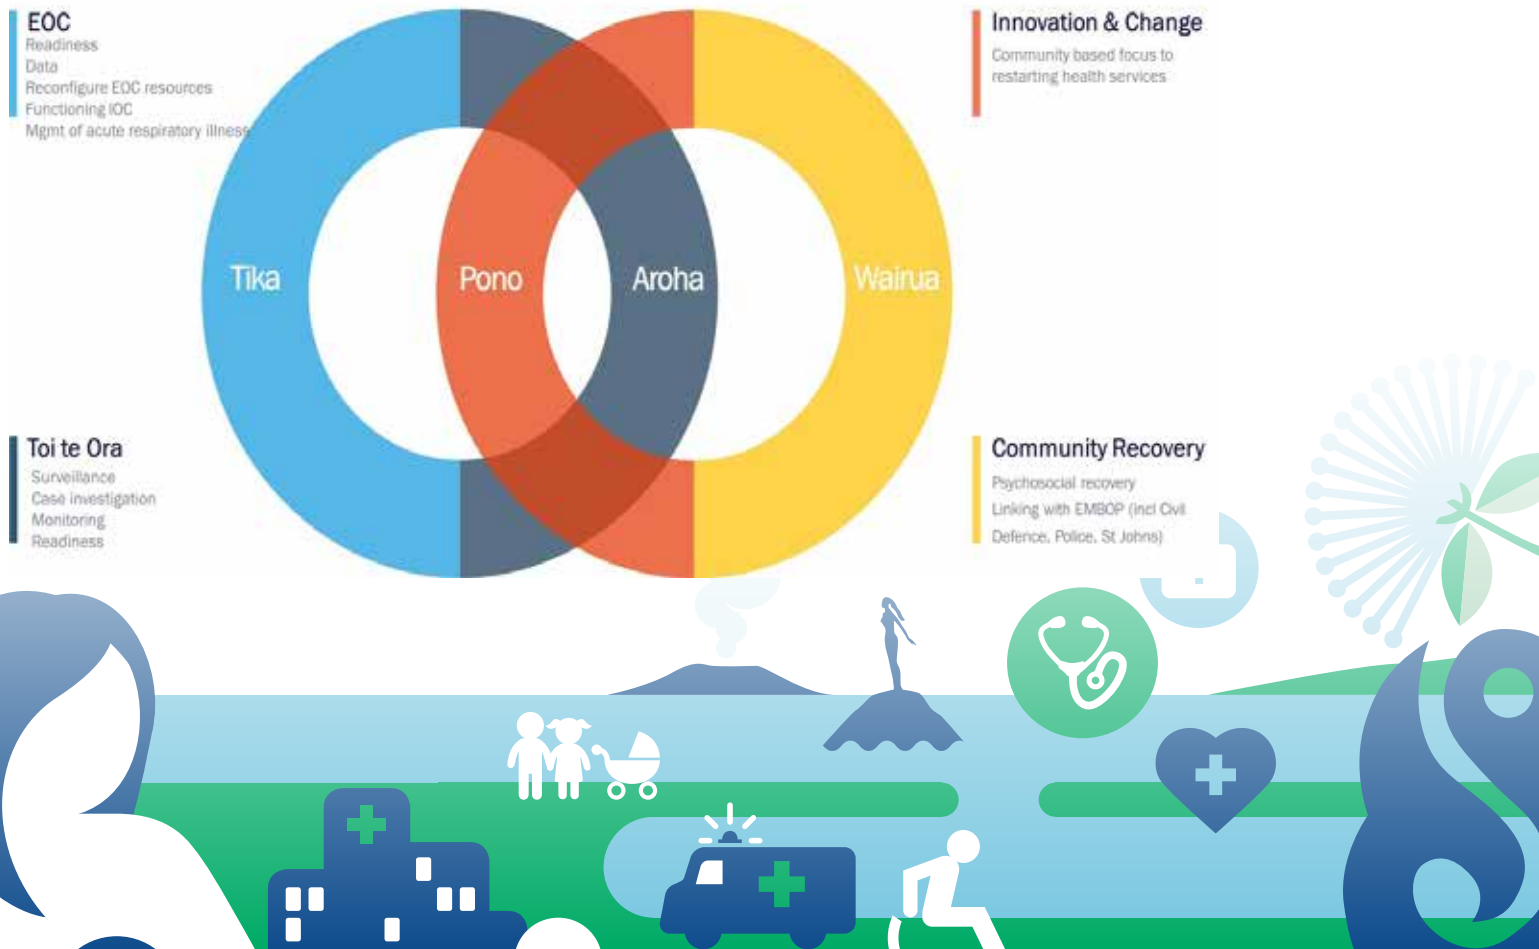 EOC
Readiness
Data
Reconfigure EOC resources
Functioning IOC
Mgmt of acute respiratory illness
Innovation & Change
Community based focus to
restarting health services
Tika
Pono
Aroha
Wairua
Toi te Ora
Surveillance
Case investigation
Monitoring
Readiness
Community Recovery
Psychosocial recovery
Linking with EMBOP (incl Civil
Defence, Police, St Johns)